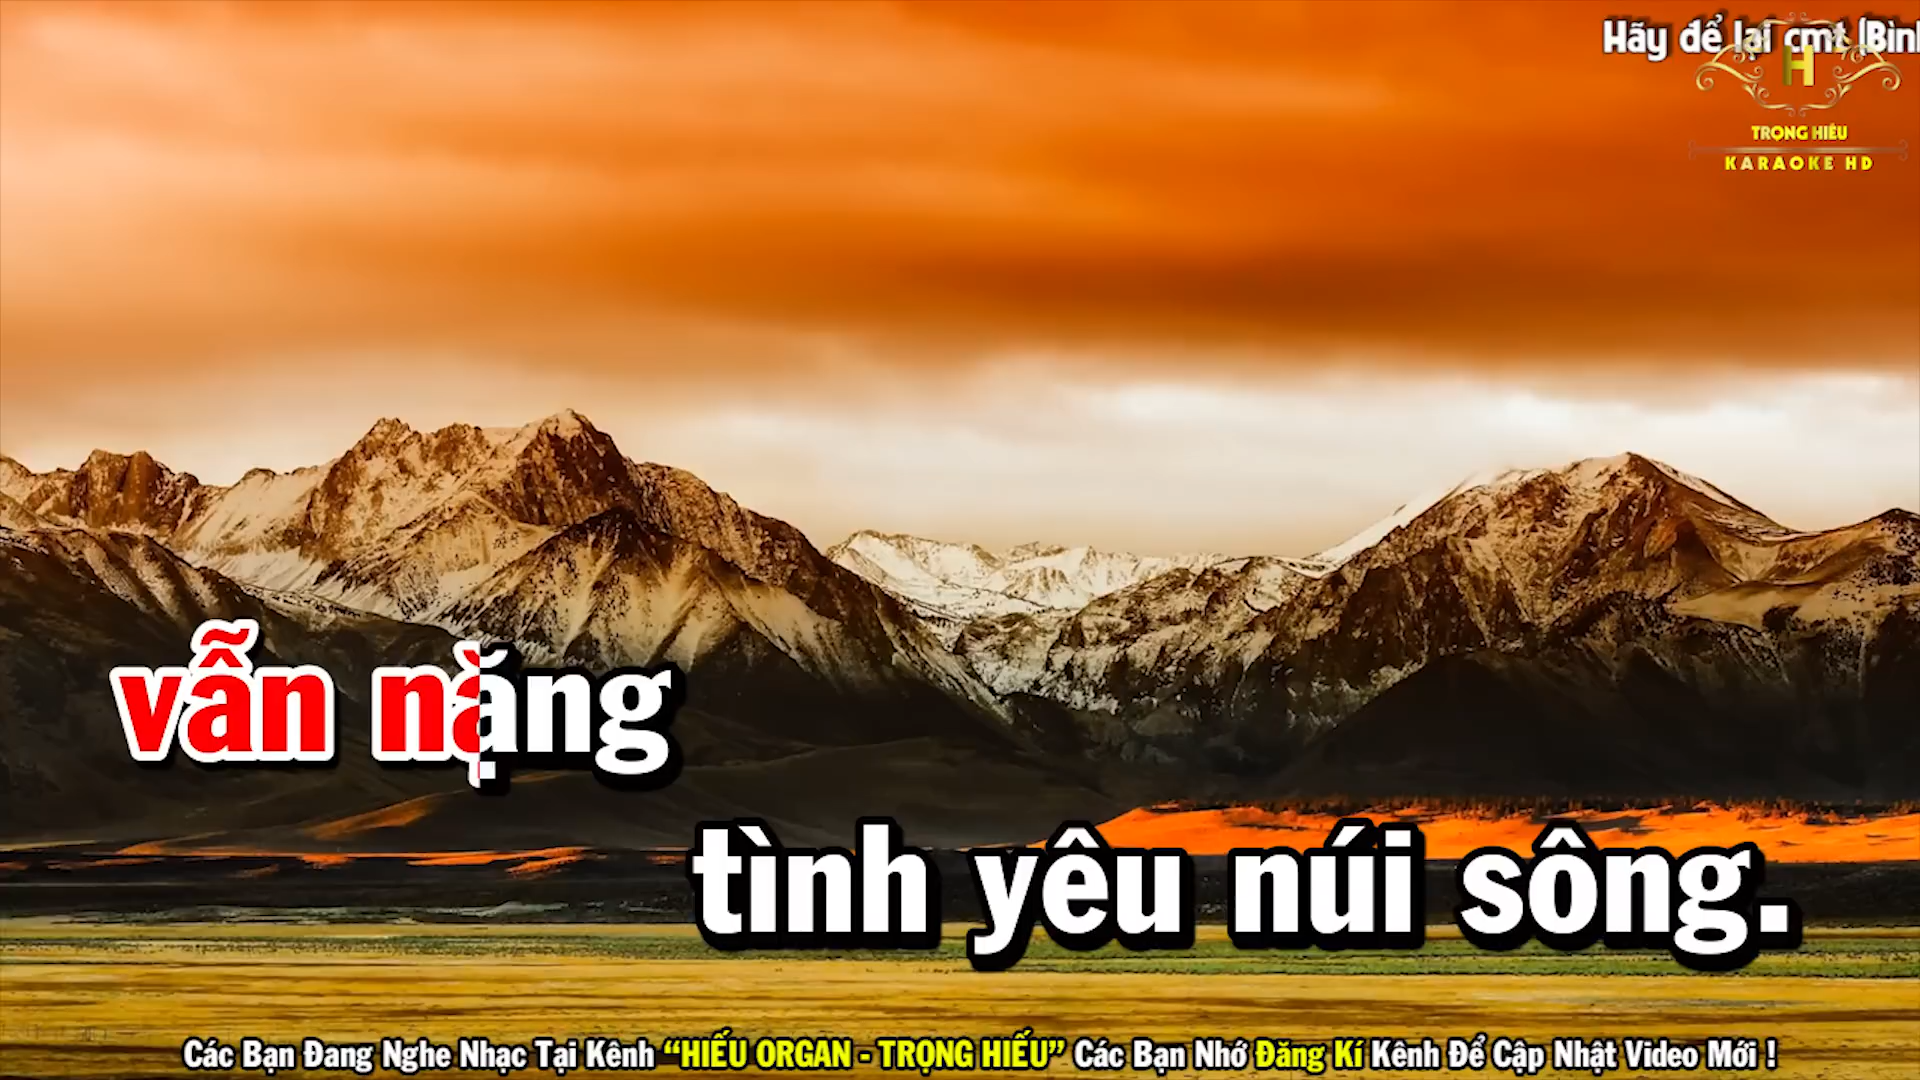 Hãy để lại cmt (Bìn
H
TRỌNG HIẾU
KARAOKE HD
vẫn nặng
tình yêu núi sông.
Các Bạn Đang Nghe Nhạc Tại Kênh “HIẾU ORGAN - TRỌNG HIẾU” Các Bạn Nhớ Đăng Kí Kênh Để Cập Nhật Video Mới !